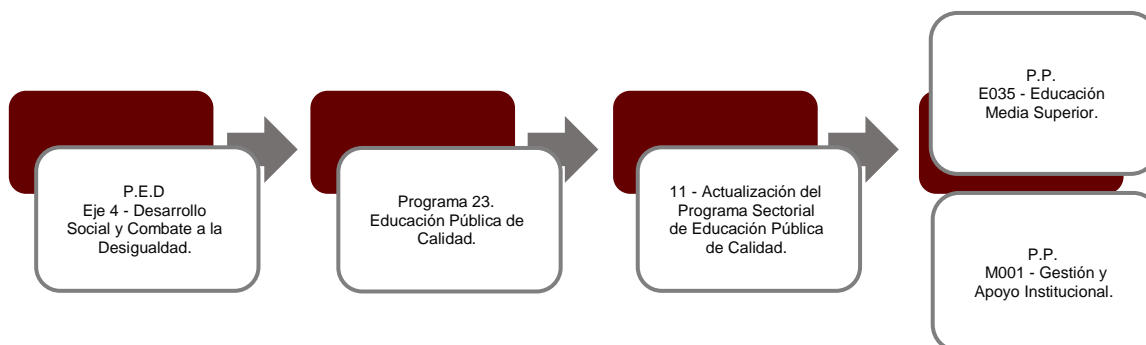 P.E.D
Eje 4 - Desarrollo
Social y Combate a la
Desigualdad.
Programa 23.
Educación Pública de
Calidad.
11 - Actualización del
Programa Sectorial
de Educación Pública
de Calidad.
P.P.
E035 - Educación
Media Superior.
P.P.
M001 - Gestión y
Apoyo Institucional.